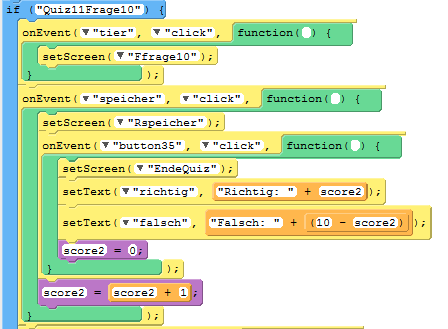 if ("Quiz11Frage10") {
onEvent(▼"tier", ▼"click", function() {
setScreen(▼"Ffrage10");
} );
onEvent(▼"speicher", ▼"click", function() {
setScreen(▼"Rspeicher");
onEvent(▼"button35", ▼"click", function() {
setScreen(▼"EndeQuiz");
setText(▼"richtig", "Richtig: " + score2);
setText(▼"falsch", "Falsch: " + (10 - score2));
score2 = 0;
} );
score2 = score2 + 1;
} );